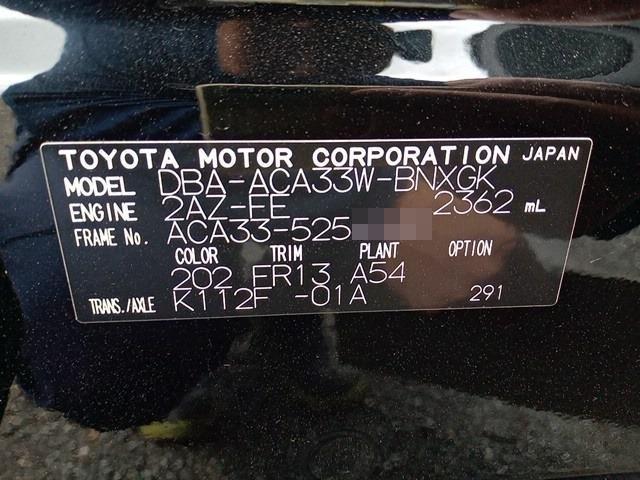 TOYOTA MOTOR CORPORATION JAPAN
MODEL DBA-ACA33W-BNXGK
ENGINE 2AZ-FE 2362 mL
FRAME No. ACA33-525
COLOR TRIM PLANT OPTION
202 FR13 A54
TRANS./AXLE K112F -01A 291